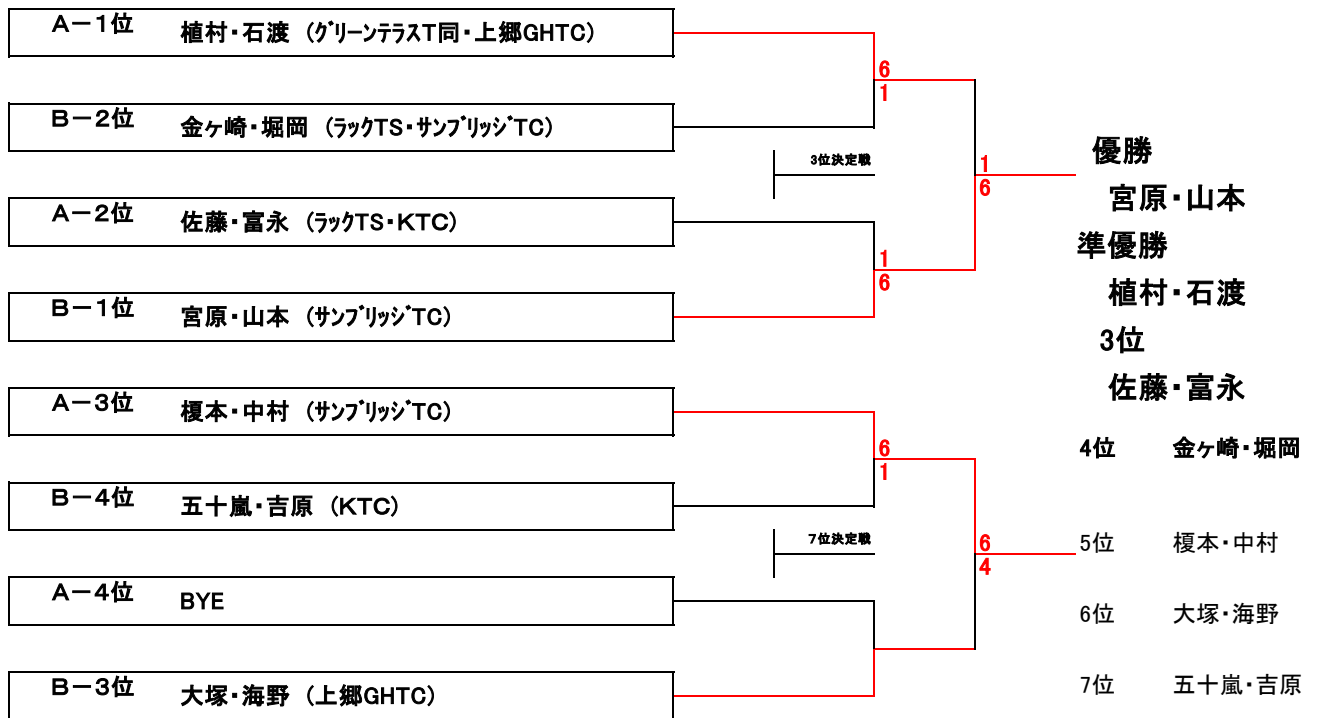 A－1位 植村・石渡 (ｸﾞﾘｰﾝﾃﾗｽT同・上郷GHTC)
6
1
B－2位 金ヶ崎・堀岡 (ﾗｯｸTS・ｻﾝﾌﾞﾘｯｼﾞTC)
3位決定戦
1
6
A－2位 佐藤・富永 (ﾗｯｸTS・KTC)
1
6
B－1位 宮原・山本 (ｻﾝﾌﾞﾘｯｼﾞTC)
優勝
宮原・山本
準優勝
植村・石渡
3位
佐藤・富永
4位 金ヶ崎・堀岡
A－3位 榎本・中村 (ｻﾝﾌﾞﾘｯｼﾞTC)
6
1
B－4位 五十嵐・吉原 (KTC)
7位決定戦
6
4
A－4位 BYE
B－3位 大塚・海野 (上郷GHTC)
5位 榎本・中村
6位 大塚・海野
7位 五十嵐・吉原